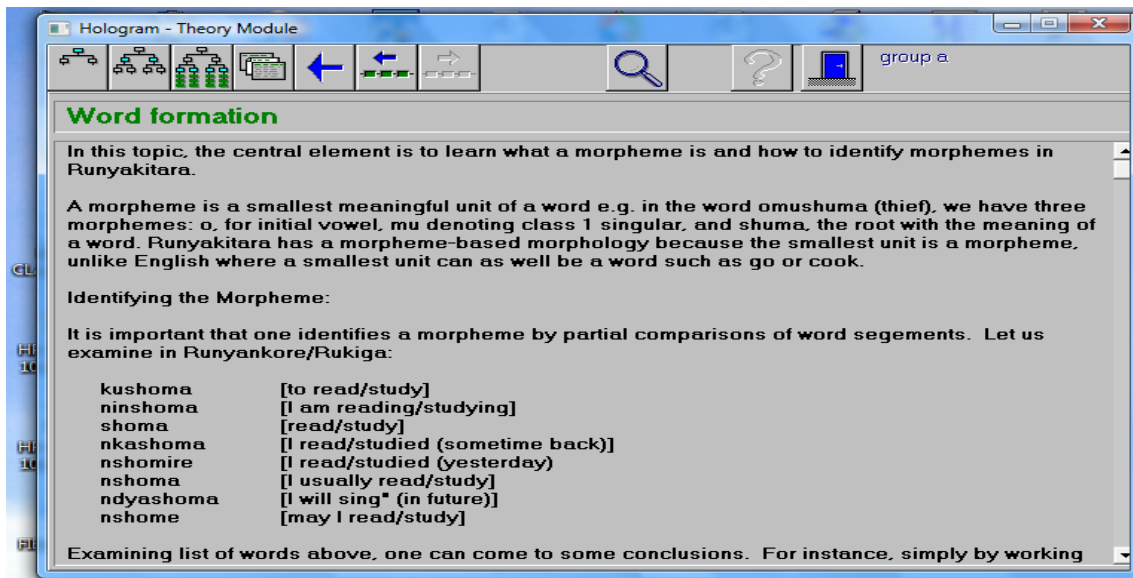 Hologram - Theory Module
group a
Word formation
In this topic, the central element is to learn what a morpheme is and how to identify morphemes in
Runyakitara.
A morpheme is a smallest meaningful unit of a word e.g. in the word omushuma (thief), we have three
morphemes: o, for initial vowel, mu denoting class 1 singular, and shuma, the root with the meaning of
a word. Runyakitara has a morpheme-based morphology because the smallest unit is a morpheme,
unlike English where a smallest unit can as well be a word such as go or cook.
Identifying the Morpheme:
It is important that one identifies a morpheme by partial comparisons of word segements. Let us
examine in Runyankore/Rukiga:
kushoma [to read/study]
ninshoma [I am reading/studying]
shoma [read/study]
nkashoma [I read/studied (sometime back)]
nshomire [I read/studied (yesterday)
nshoma [I usually read/study]
ndyashoma [I will sing" (in future)]
nshome [may I read/study]
Examining list of words above, one can come to some conclusions. For instance, simply by working